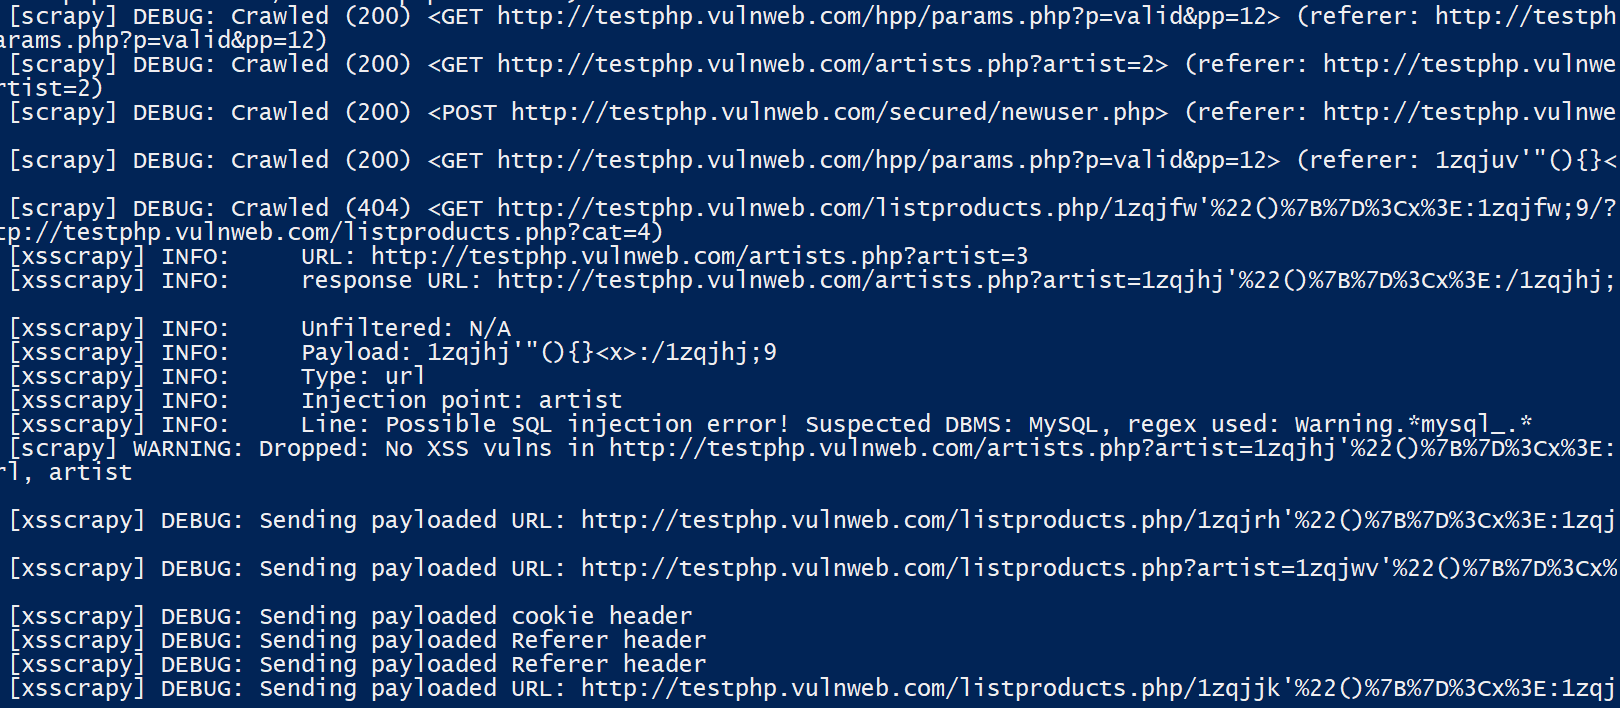 [scrapy] DEBUG: Crawled (200) <GET http://testphp.vulnweb.com/hpp/params.php?p=valid&pp=12> (referer: http://testph
arams.php?p=valid&pp=12)
[scrapy] DEBUG: Crawled (200) <GET http://testphp.vulnweb.com/artists.php?artist=2> (referer: http://testphp.vulnwe
rtist=2)
[scrapy] DEBUG: Crawled (200) <POST http://testphp.vulnweb.com/secured/newuser.php> (referer: http://testphp.vulnwe
[scrapy] DEBUG: Crawled (200) <GET http://testphp.vulnweb.com/hpp/params.php?p=valid&pp=12> (referer: 1zqjuv'"(){}<
[scrapy] DEBUG: Crawled (404) <GET http://testphp.vulnweb.com/listproducts.php/1zqjfw'%22()%7B%7D%3Cx%3E:1zqjfw;9/?
tp://testphp.vulnweb.com/listproducts.php?cat=4)
[xsscrapy] INFO:     URL: http://testphp.vulnweb.com/artists.php?artist=3
[xsscrapy] INFO:     response URL: http://testphp.vulnweb.com/artists.php?artist=1zqjhj'%22()%7B%7D%3Cx%3E:/1zqjhj;
[xsscrapy] INFO:     Unfiltered: N/A
[xsscrapy] INFO:     Payload: 1zqjhj'"(){}<x>:/1zqjhj;9
[xsscrapy] INFO:     Type: url
[xsscrapy] INFO:     Injection point: artist
[xsscrapy] INFO:     Line: Possible SQL injection error! Suspected DBMS: MySQL, regex used: Warning.*mysql_.*
[scrapy] WARNING: Dropped: No XSS vulns in http://testphp.vulnweb.com/artists.php?artist=1zqjhj'%22()%7B%7D%3Cx%3E:
rl, artist
[xsscrapy] DEBUG: Sending payloaded URL: http://testphp.vulnweb.com/listproducts.php/1zqjrh'%22()%7B%7D%3Cx%3E:1zqj
[xsscrapy] DEBUG: Sending payloaded URL: http://testphp.vulnweb.com/listproducts.php?artist=1zqjwv'%22()%7B%7D%3Cx%
[xsscrapy] DEBUG: Sending payloaded cookie header
[xsscrapy] DEBUG: Sending payloaded Referer header
[xsscrapy] DEBUG: Sending payloaded Referer header
[xsscrapy] DEBUG: Sending payloaded URL: http://testphp.vulnweb.com/listproducts.php/1zqjjk'%22()%7B%7D%3Cx%3E:1zqj